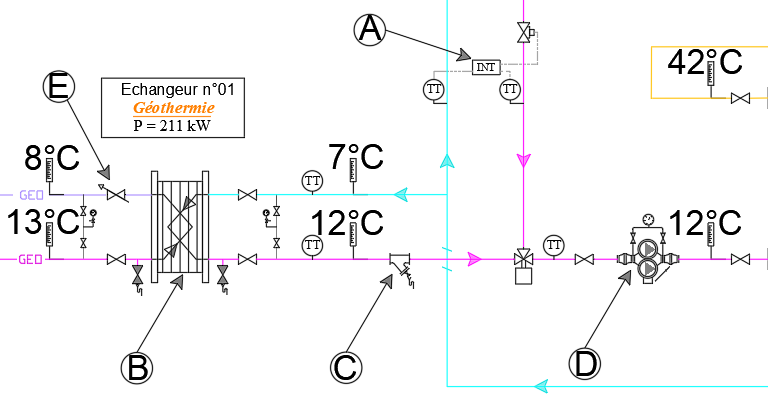 A
INT
42°C
TT
TT
E
Echangeur n°01
Géothermie
P = 211 kW
8°C
7°C
TT
GEO
13°C
12°C
TT
TT
12°C
GEO
B
C
D